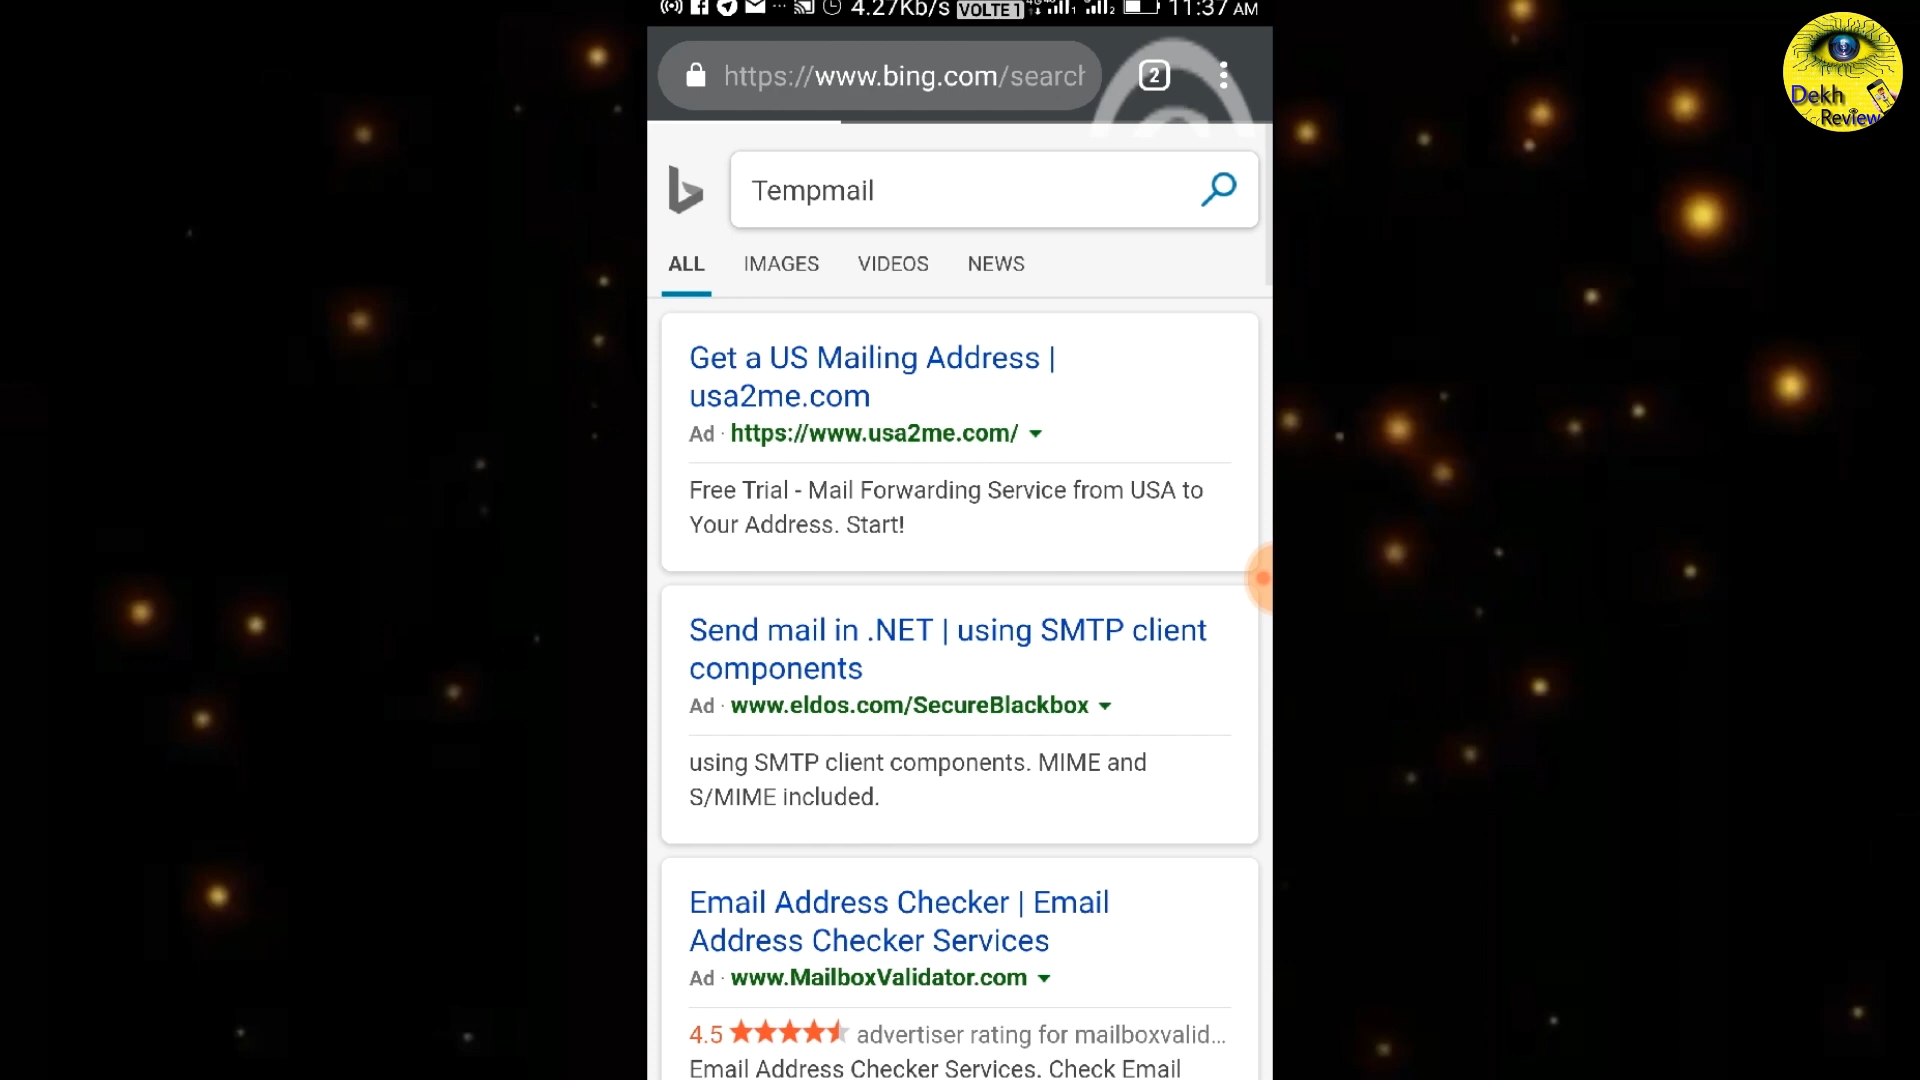 4.27Kb/s VOLTE 1 11:37 AM
https://www.bing.com/search
2
Dekh
Review
Tempmail
ALL IMAGES VIDEOS NEWS
Get a US Mailing Address |
usa2me.com
Ad · https://www.usa2me.com/
Free Trial - Mail Forwarding Service from USA to
Your Address. Start!
Send mail in .NET | using SMTP client
components
Ad · www.eldos.com/SecureBlackbox
using SMTP client components. MIME and
S/MIME included.
Email Address Checker | Email
Address Checker Services
Ad · www.MailboxValidator.com
4.5 advertiser rating for mailboxvalid...
Email Address Checker Services. Check Email